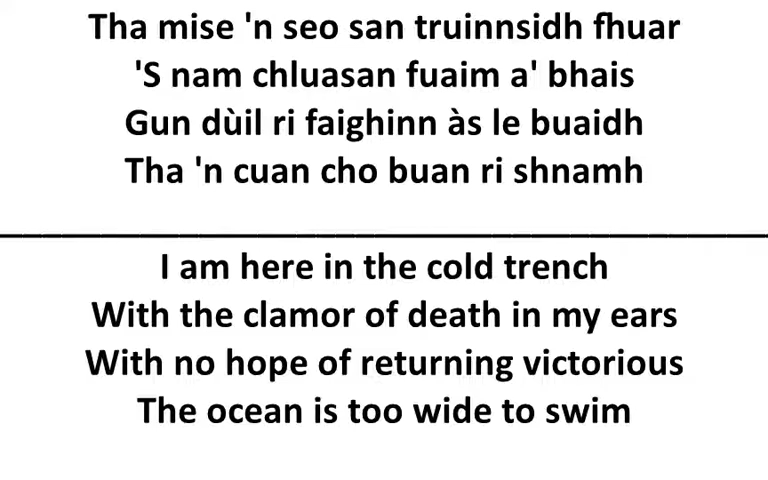 Tha mise 'n seo san truinnsidh fhuar
'S nam chluasan fuaim a' bhais
Gun dùil ri faighinn às le buaidh
Tha 'n cuan cho buan ri shnamh
I am here in the cold trench
With the clamor of death in my ears
With no hope of returning victorious
The ocean is too wide to swim